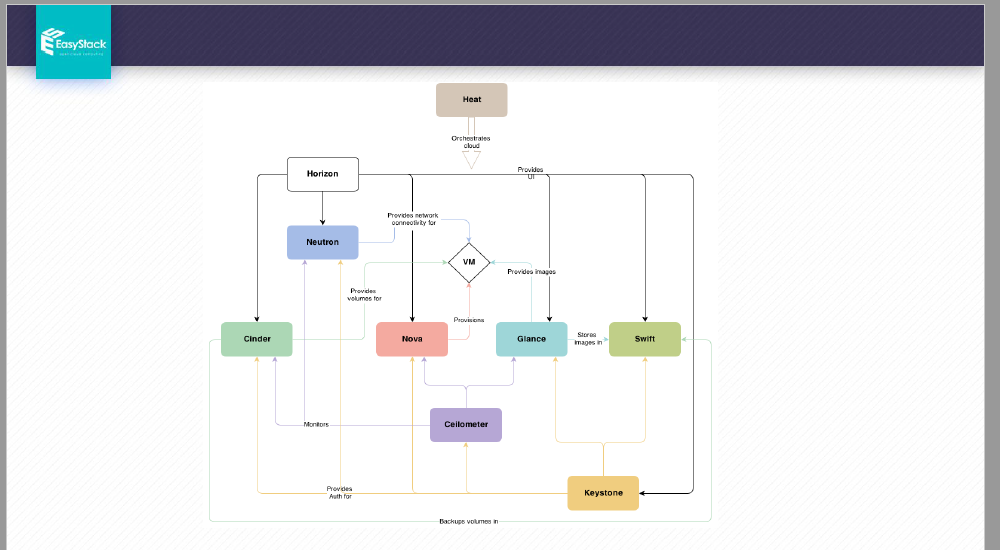 EasyStack
Heat
Orchestrates
cloud
Provides
UI
Horizon
Provides network
connectivity for
Neutron
VM
Provides images
Provides
volumes for
Provisions
Cinder
Nova
Glance
Stores
images in
Swift
Monitors
Ceilometer
Provides
Auth for
Keystone
Backups volumes in